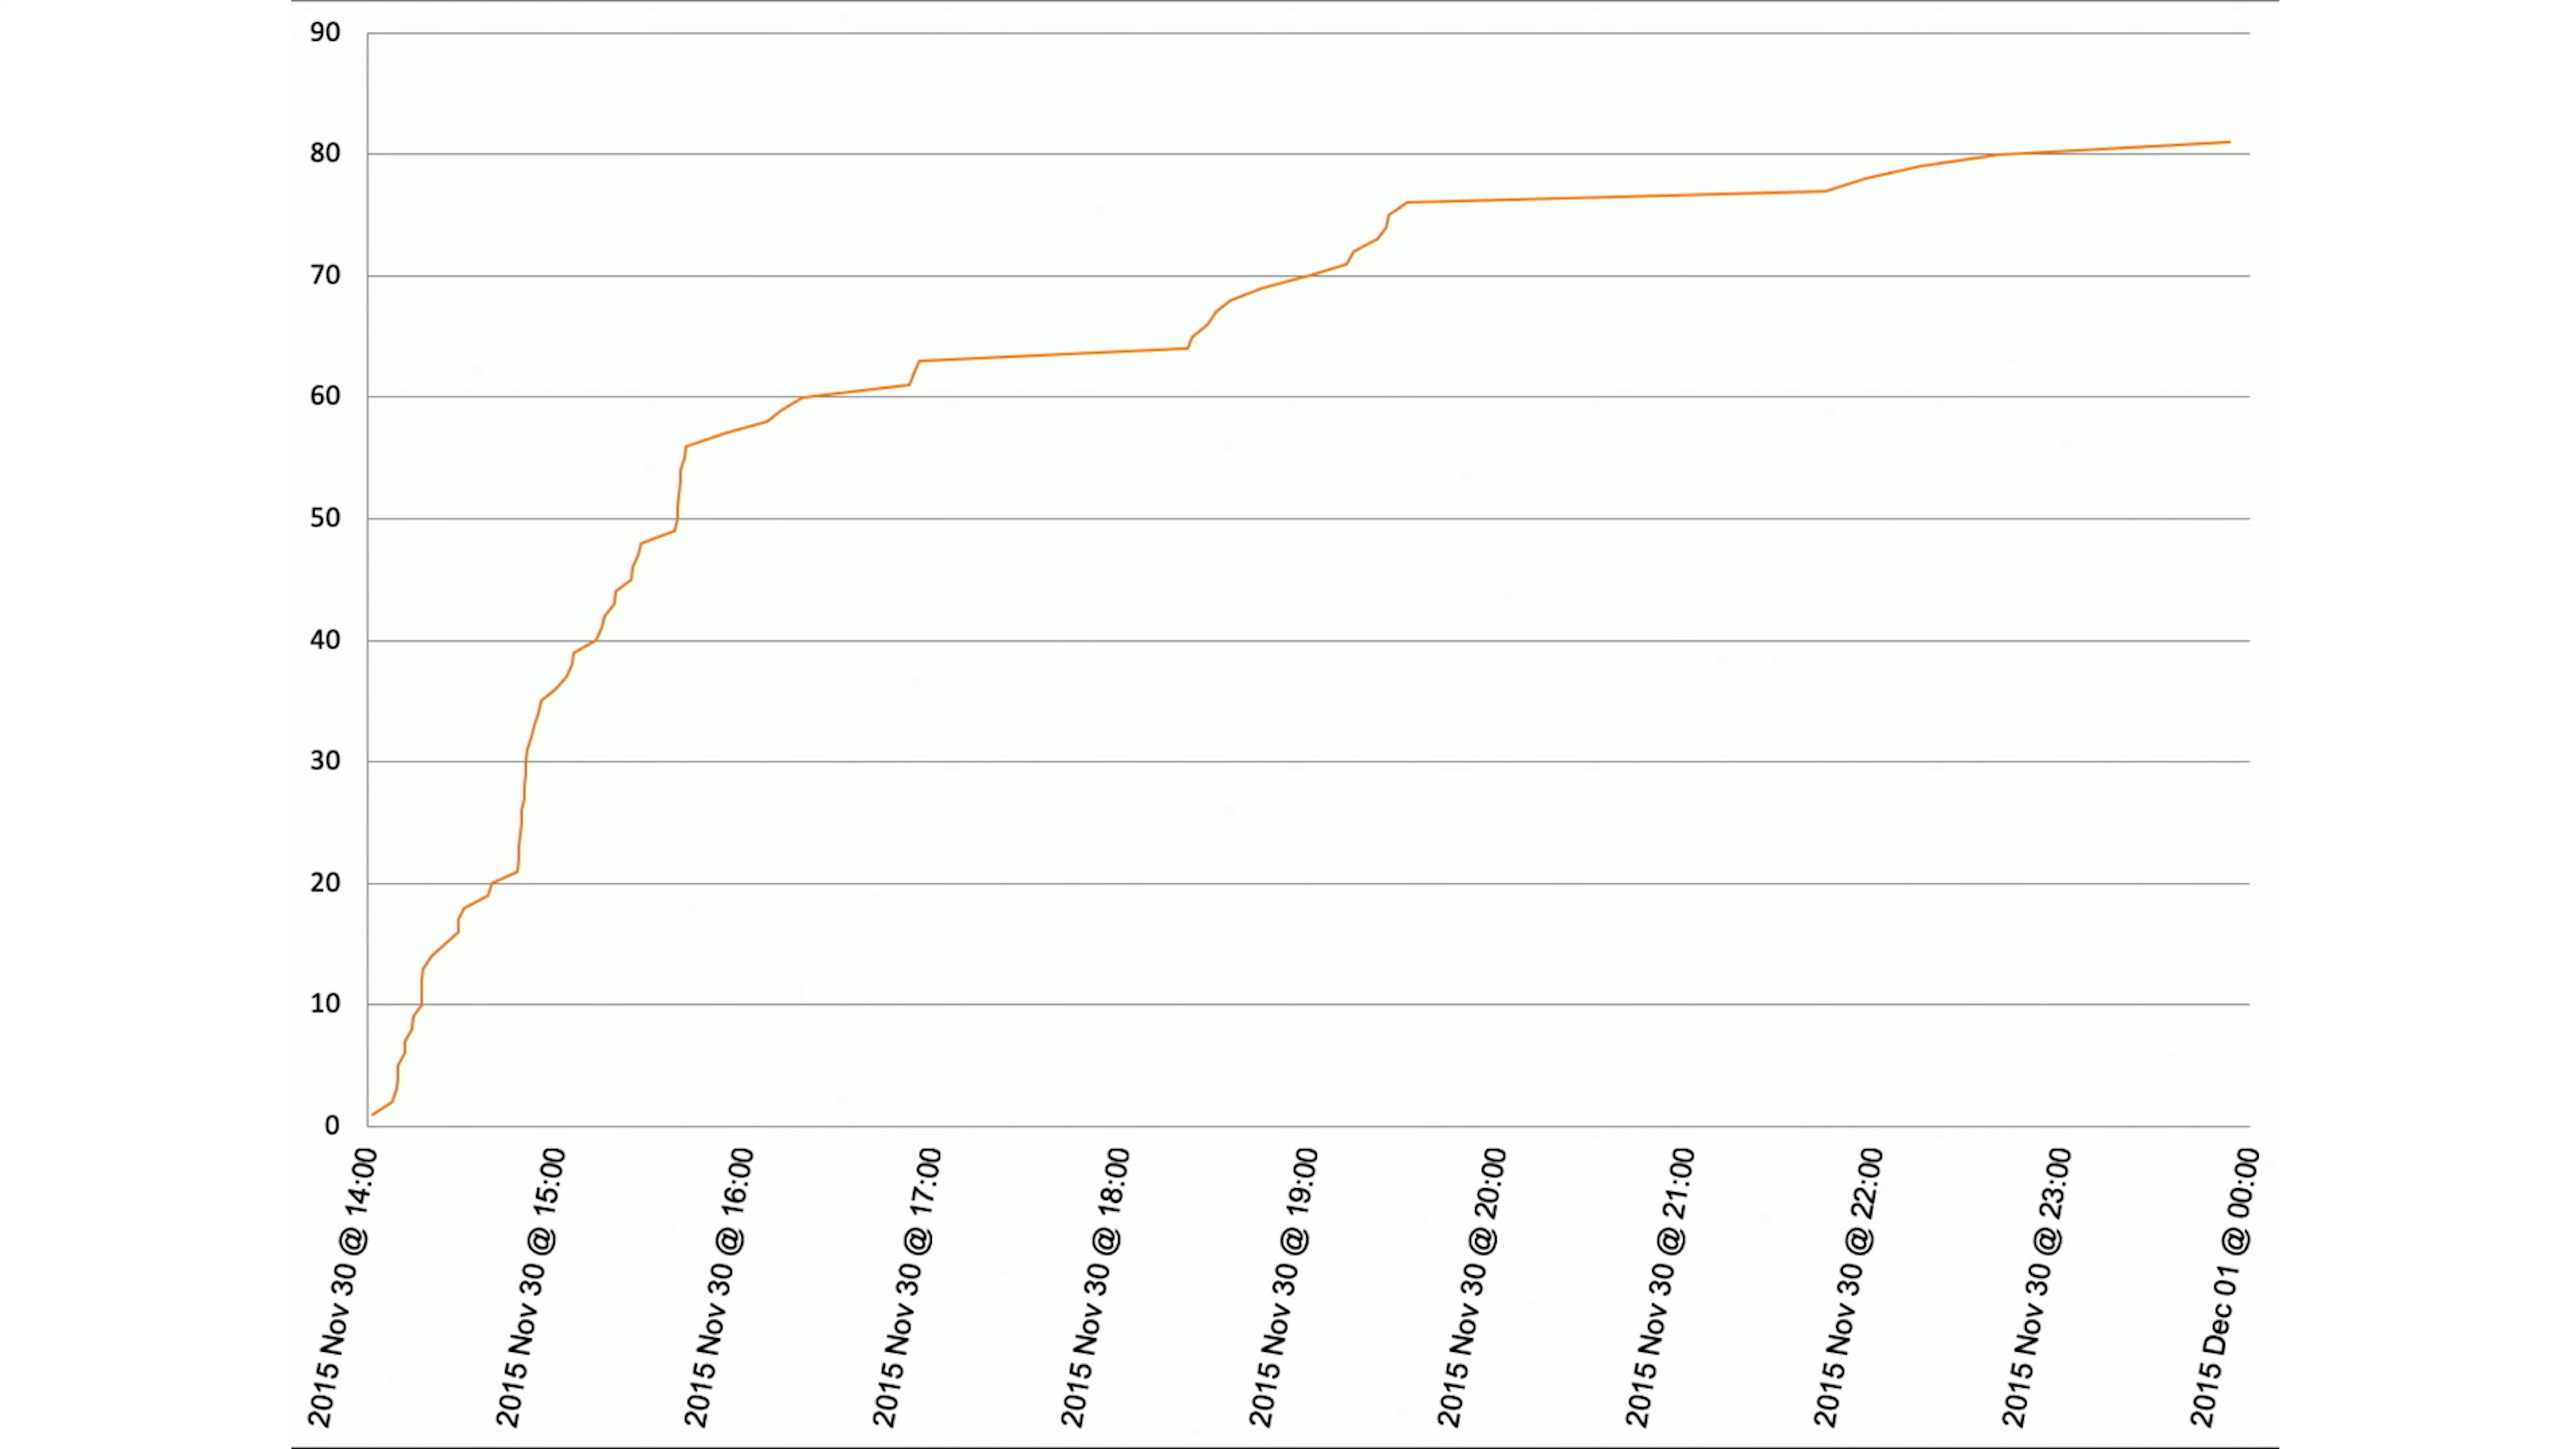 90
80
70
60
50
40
30
20
10
0
2015 Nov 30 @ 14:00
2015 Nov 30 @ 15:00
2015 Nov 30 @ 16:00
2015 Nov 30 @ 17:00
2015 Nov 30 @ 18:00
2015 Nov 30 @ 19:00
2015 Nov 30 @ 20:00
2015 Nov 30 @ 21:00
2015 Nov 30 @ 22:00
2015 Nov 30 @ 23:00
2015 Dec 01 @ 00:00